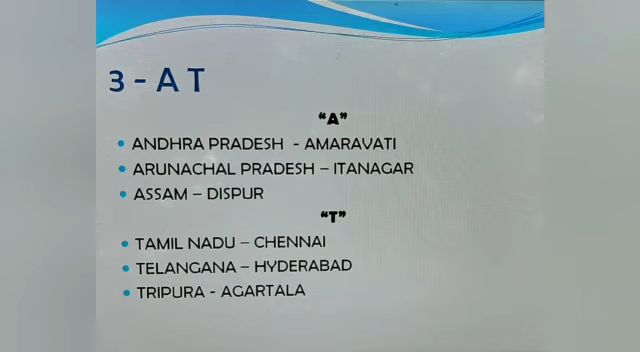 3 - A T
“A”
ANDHRA PRADESH - AMARAVATI
ARUNACHAL PRADESH – ITANAGAR
ASSAM – DISPUR
“T”
TAMIL NADU – CHENNAI
TELANGANA – HYDERABAD
TRIPURA - AGARTALA